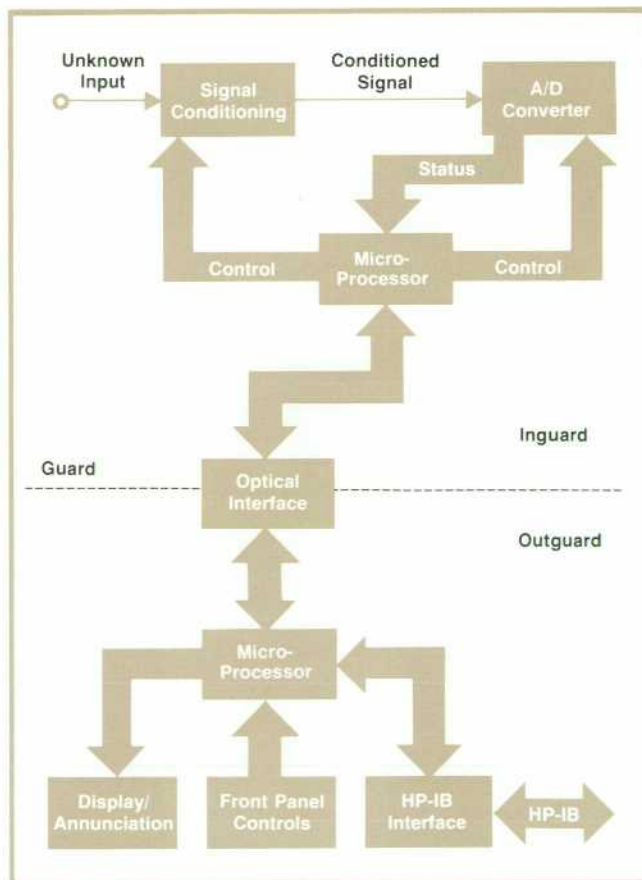 Unknown
Input
Signal
Conditioning
Conditioned
Signal
A/D
Converter
Status
Control
Micro-
Processor
Control
Inguard
Guard
Optical
Interface
Outguard
Micro-
Processor
Display/
Annunciation
Front Panel
Controls
HP-IB
Interface
HP-IB